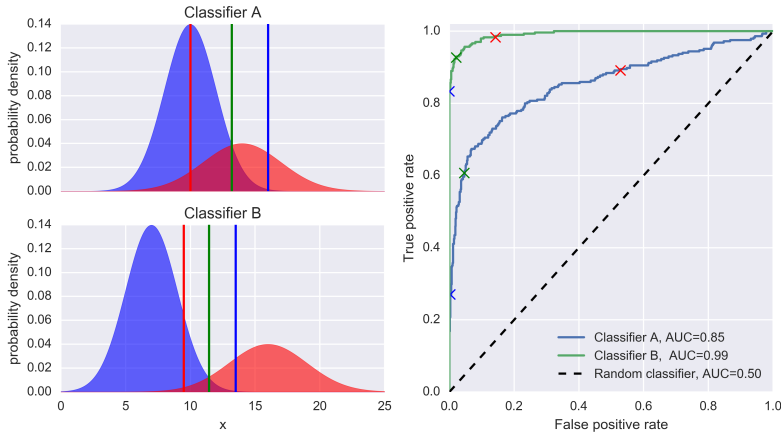 Classifier A
probability density
0.14
0.12
0.10
0.08
0.06
0.04
0.02
0.00
Classifier B
probability density
0.14
0.12
0.10
0.08
0.06
0.04
0.02
0.00
0 5 10 15 20 25
x
True positive rate
1.0
0.8
0.6
0.4
0.2
0.0
Classifier A, AUC=0.85
Classifier B, AUC=0.99
Random classifier, AUC=0.50
0.0 0.2 0.4 0.6 0.8 1.0
False positive rate